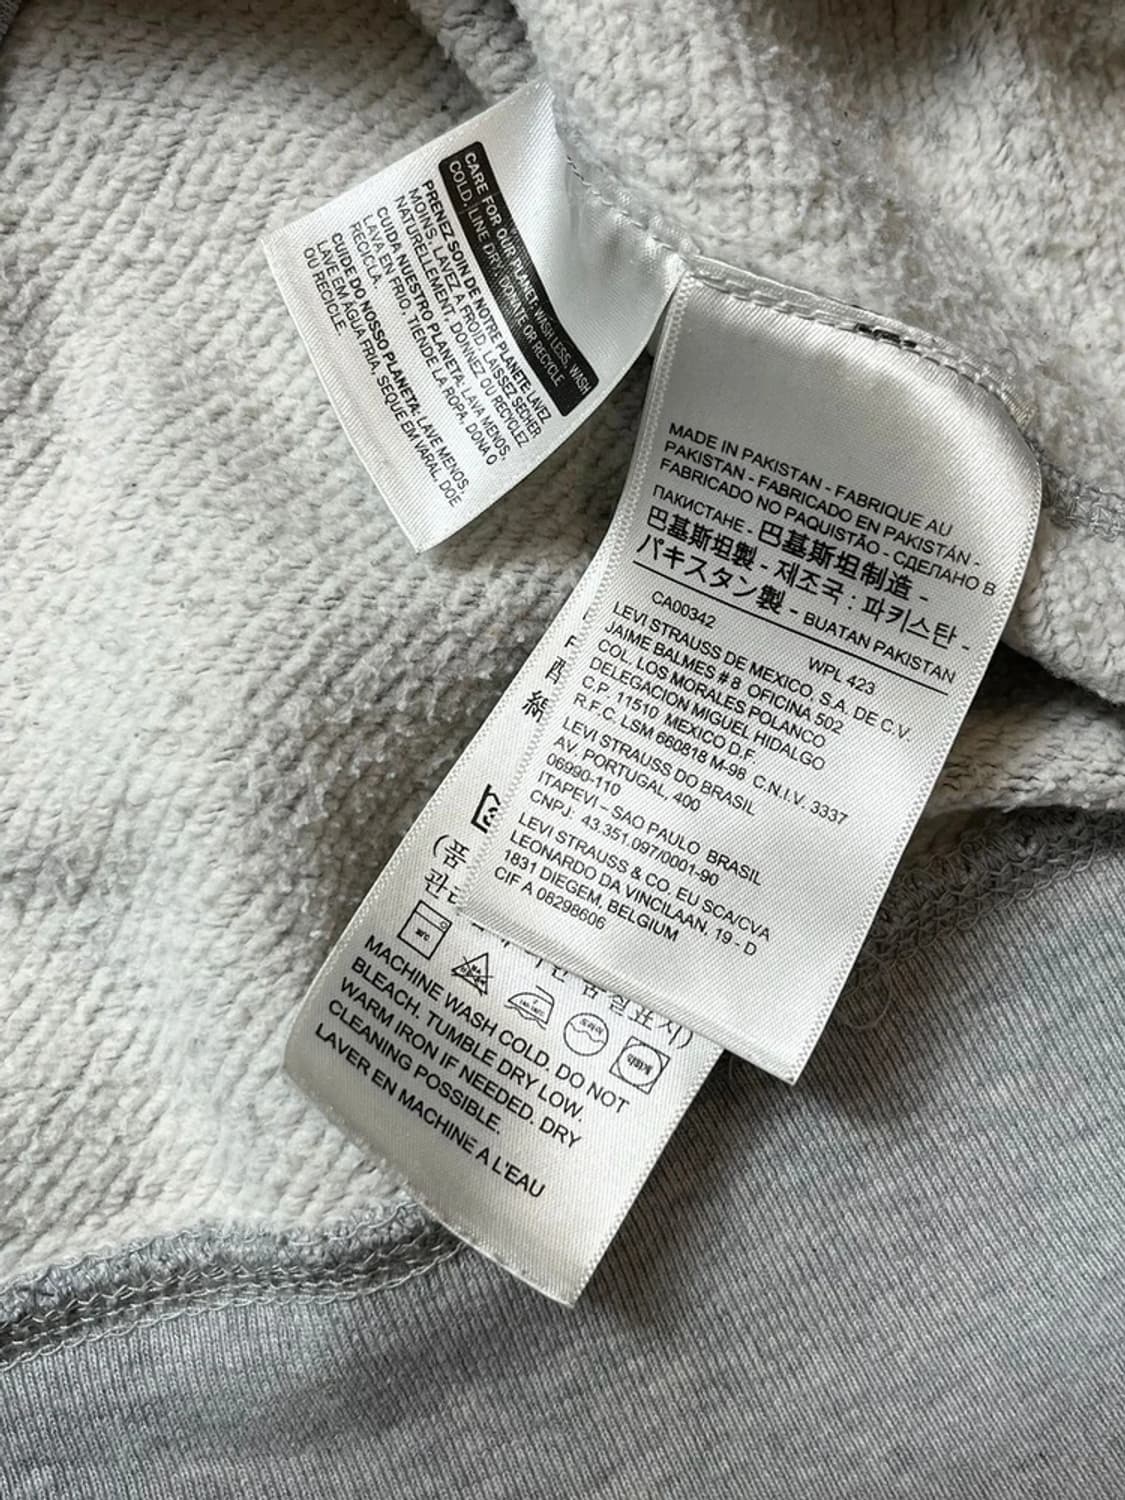 CARE FOR OUR PLANET: WASH LESS, WASH
COLD, LINE DRY, DONATE OR RECYCLE
PRENEZ SOIN DE NOTRE PLANETE: LAVEZ
MOINS, LAVEZ A FROID, LAISSEZ SECHER
NATURELLEMENT, DONNEZ OU RECYCLEZ
CUIDA NUESTRO PLANETA: LAVA MENOS,
LAVA EN FRIO, TIENDE LA ROPA, DONA O
RECICLA.
CUIDE DO NOSSO PLANETA: LAVE MENOS,
LAVE EM ÁGUA FRIA, SEQUE EM VARAL, DOE
OU RECICLE
MADE IN PAKISTAN - FABRIQUE AU
PAKISTAN - FABRICADO EN PAKISTÁN -
FABRICADO NO PAQUISTÃO - СДЕЛАНО В
ПАКИСТАНЕ - 巴基斯坦制造 -
巴基斯坦製 - 제조국 : 파키스탄 -
パキスタン製 - BUATAN PAKISTAN
CA00342 WPL 423
LEVI STRAUSS DE MEXICO, S.A. DE C.V.
JAIME BALMES # 8 OFICINA 502
COL. LOS MORALES POLANCO
DELEGACION MIGUEL HIDALGO
C.P. 11510 MEXICO D.F.
R.F.C. LSM 660818 M-98 C.N.I.V. 3337
LEVI STRAUSS DO BRASIL
AV. PORTUGAL, 400
06990-110
ITAPEVI – SAO PAULO BRASIL
CNPJ: 43.351.097/0001-90
LEVI STRAUSS & CO. EU SCA/CVA
LEONARDO DA VINCILAAN, 19 - D
1831 DIEGEM, BELGIUM
CIF A 08298606
綿
(품
관
표시)
MACHINE WASH COLD. DO NOT
BLEACH. TUMBLE DRY LOW.
WARM IRON IF NEEDED. DRY
CLEANING POSSIBLE.
LAVER EN MACHINE A L'EAU